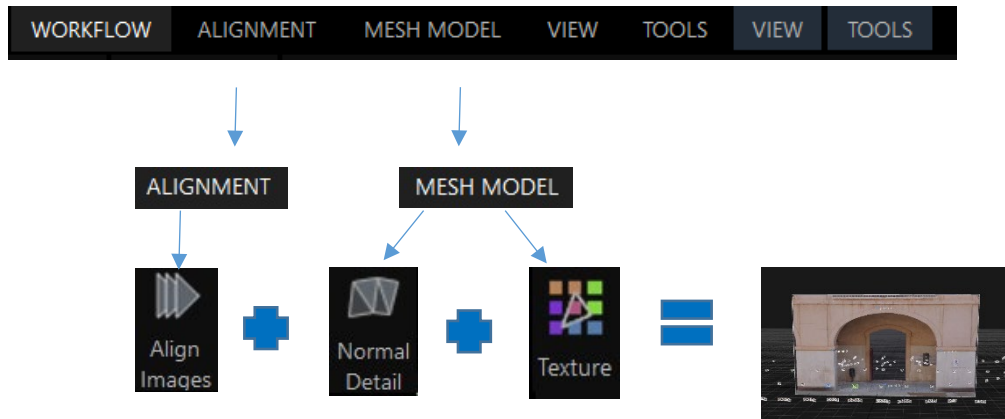 WORKFLOW ALIGNMENT MESH MODEL VIEW TOOLS VIEW TOOLS
ALIGNMENT MESH MODEL
Align
Images
Normal
Detail
Texture